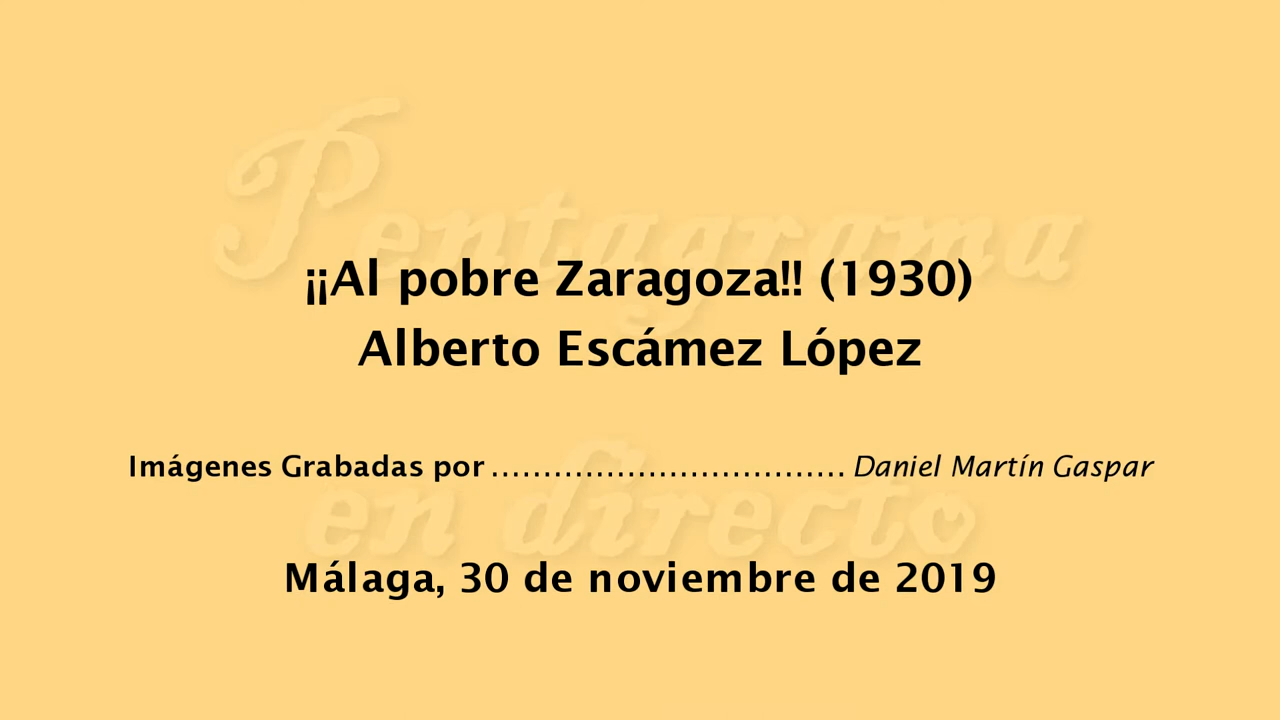 Pentagrama
¡¡Al pobre Zaragoza!! (1930)
Alberto Escámez López
Imágenes Grabadas por .................................. Daniel Martín Gaspar
en directo
Málaga, 30 de noviembre de 2019